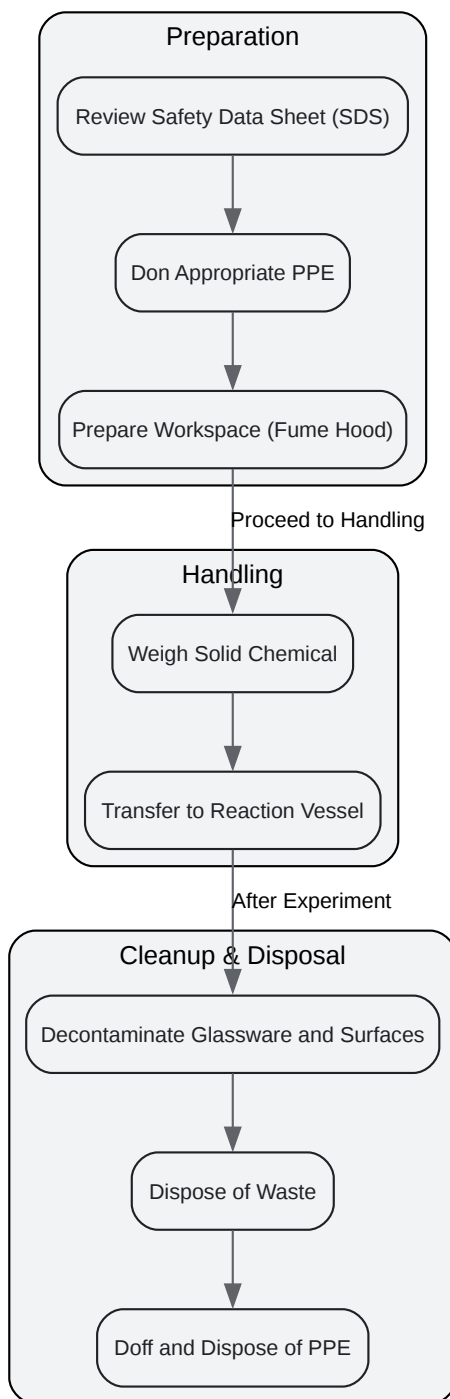 Preparation
Review Safety Data Sheet (SDS)
Don Appropriate PPE
Prepare Workspace (Fume Hood)
Proceed to Handling
Handling
Weigh Solid Chemical
Transfer to Reaction Vessel
After Experiment
Cleanup & Disposal
Decontaminate Glassware and Surfaces
Dispose of Waste
Doff and Dispose of PPE